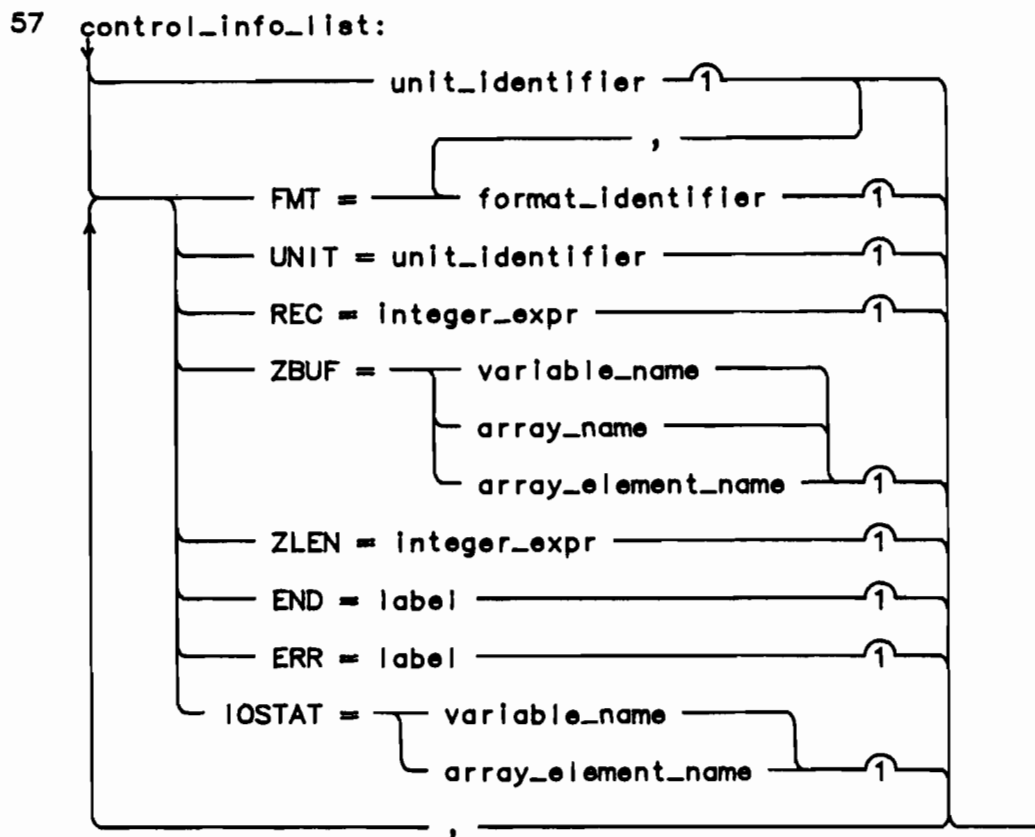 57 control_info_list:
unit_identifier 1
,
FMT = format_identifier 1
UNIT = unit_identifier 1
REC = integer_expr 1
ZBUF = variable_name
array_name
array_element_name 1
ZLEN = integer_expr 1
END = label 1
ERR = label 1
IOSTAT = variable_name
array_element_name 1
,